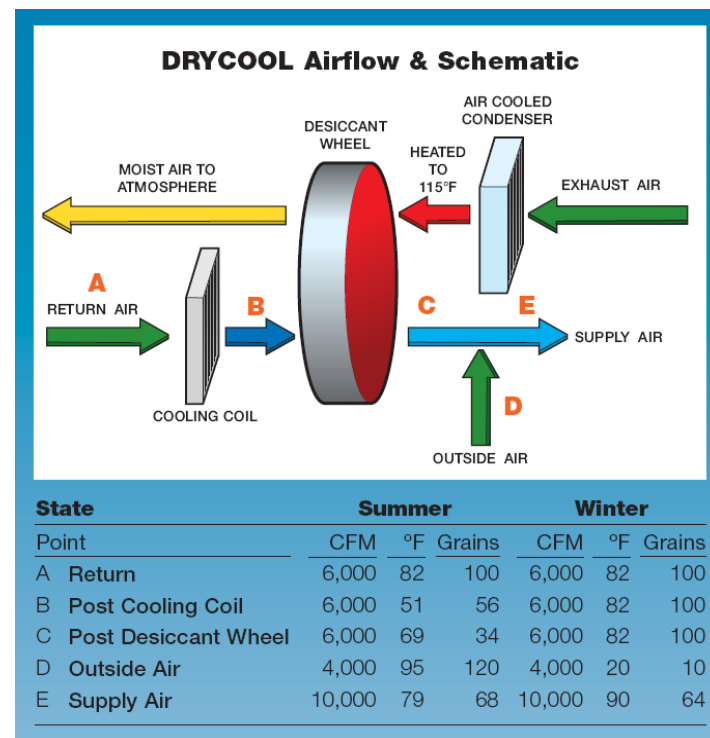 DRYCOOL Airflow & Schematic
AIR COOLED
CONDENSER
DESICCANT
WHEEL
HEATED
TO
115°F
MOIST AIR TO
ATMOSPHERE
EXHAUST AIR
A
RETURN AIR
B
C
E
SUPPLY AIR
D
COOLING COIL
OUTSIDE AIR
State Summer Winter
Point CFM °F Grains CFM °F Grains
A Return 6,000 82 100 6,000 82 100
B Post Cooling Coil 6,000 51 56 6,000 82 100
C Post Desiccant Wheel 6,000 69 34 6,000 82 100
D Outside Air 4,000 95 120 4,000 20 10
E Supply Air 10,000 79 68 10,000 90 64